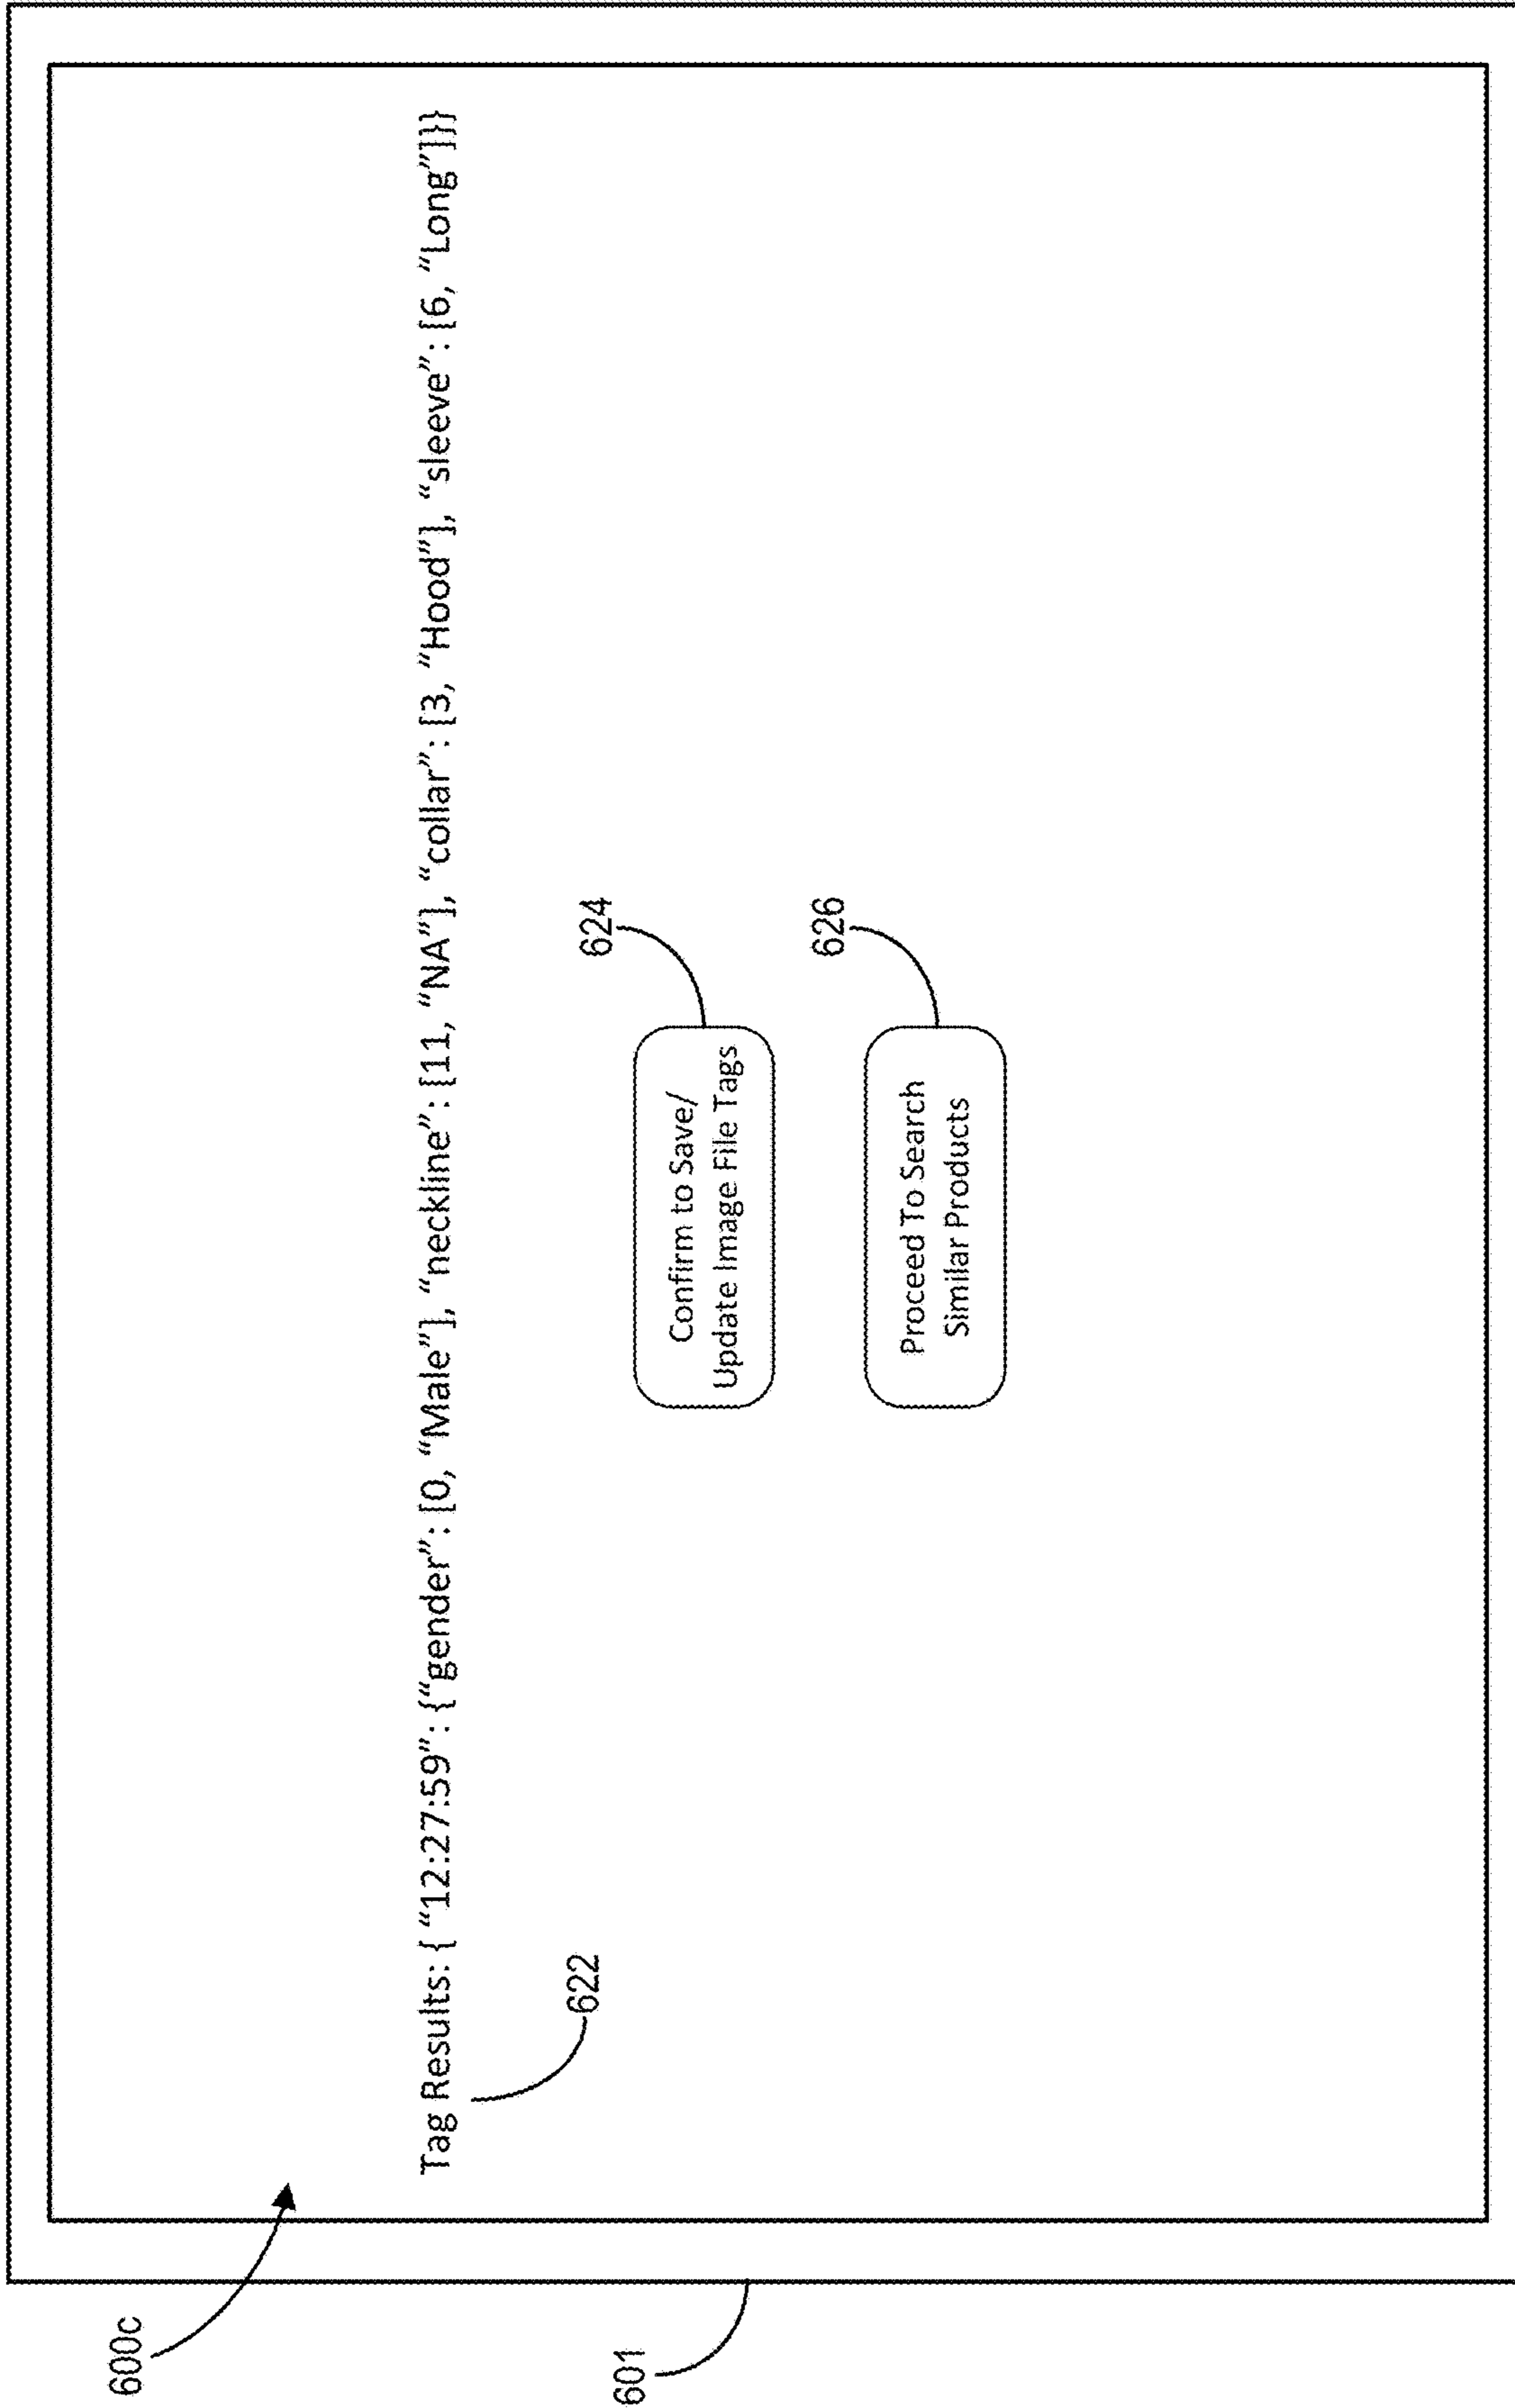 600c
Tag Results: { “12:27:59”: {“gender”: [0, “Male”], “neckline”: [11, “NA”], “collar”: [3, “Hood”], “sleeve”: [6, “Long”]}}
622
624
Confirm to Save/
Update Image File Tags
601
626
Proceed To Search
Similar Products